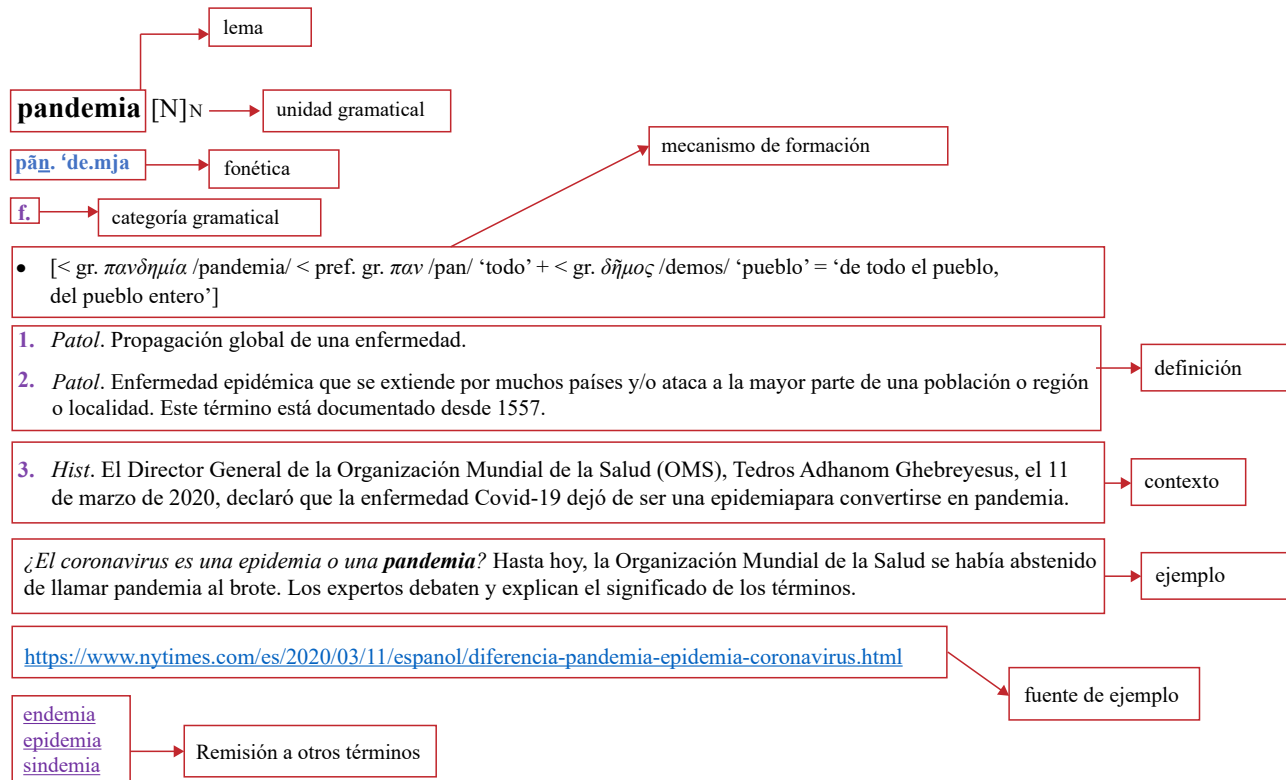 lema
pandemia [N]N
unidad gramatical
mecanismo de formación
pãn. ‘de.mja
fonética
f.
categoría gramatical
• [< gr. πανδημία /pandemia/ < pref. gr. παν /pan/ ‘todo’ + < gr. δῆμος /demos/ ‘pueblo’ = ‘de todo el pueblo,
del pueblo entero’]
1. Patol. Propagación global de una enfermedad.
2. Patol. Enfermedad epidémica que se extiende por muchos países y/o ataca a la mayor parte de una población o región
o localidad. Este término está documentado desde 1557.
definición
3. Hist. El Director General de la Organización Mundial de la Salud (OMS), Tedros Adhanom Ghebreyesus, el 11
de marzo de 2020, declaró que la enfermedad Covid-19 dejó de ser una epidemiapara convertirse en pandemia.
contexto
¿El coronavirus es una epidemia o una pandemia? Hasta hoy, la Organización Mundial de la Salud se había abstenido
de llamar pandemia al brote. Los expertos debaten y explican el significado de los términos.
ejemplo
https://www.nytimes.com/es/2020/03/11/espanol/diferencia-pandemia-epidemia-coronavirus.html
fuente de ejemplo
endemia
epidemia
sindemia
Remisión a otros términos